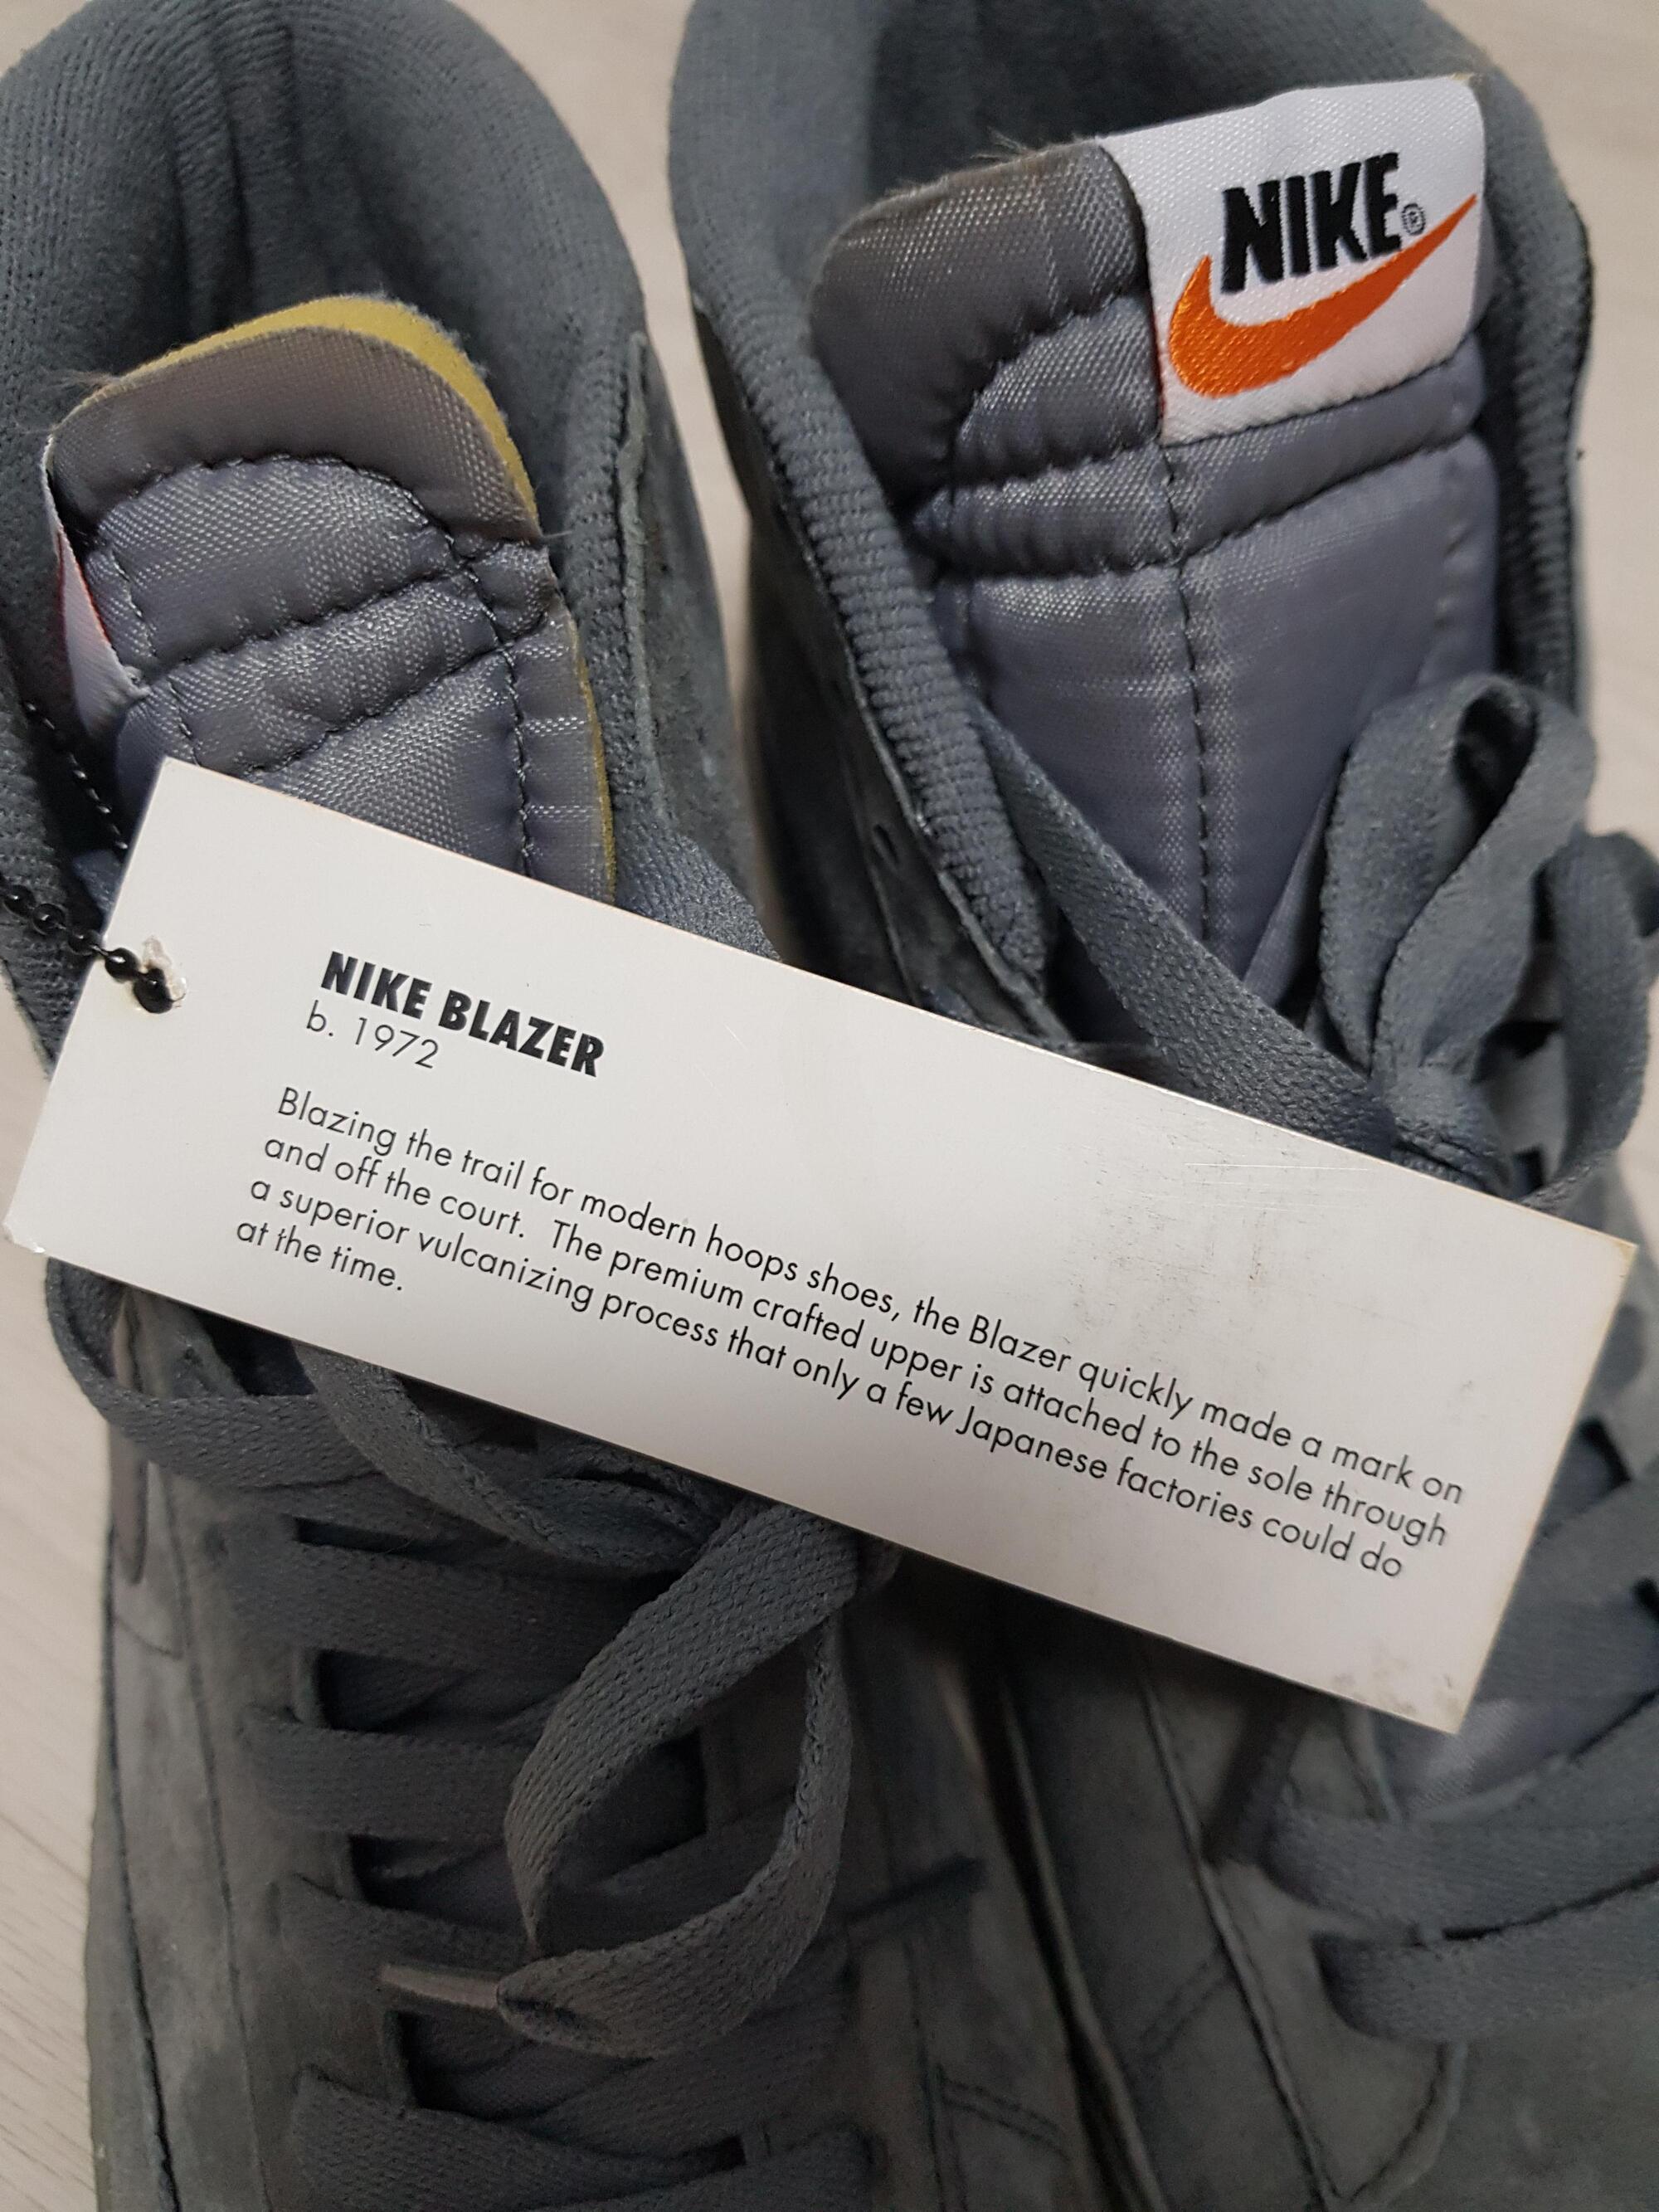 NIKE®
NIKE BLAZER
b. 1972
Blazing the trail for modern hoops shoes, the Blazer quickly made a mark on
and off the court.  The premium crafted upper is attached to the sole through
a superior vulcanizing process that only a few Japanese factories could do
at the time.